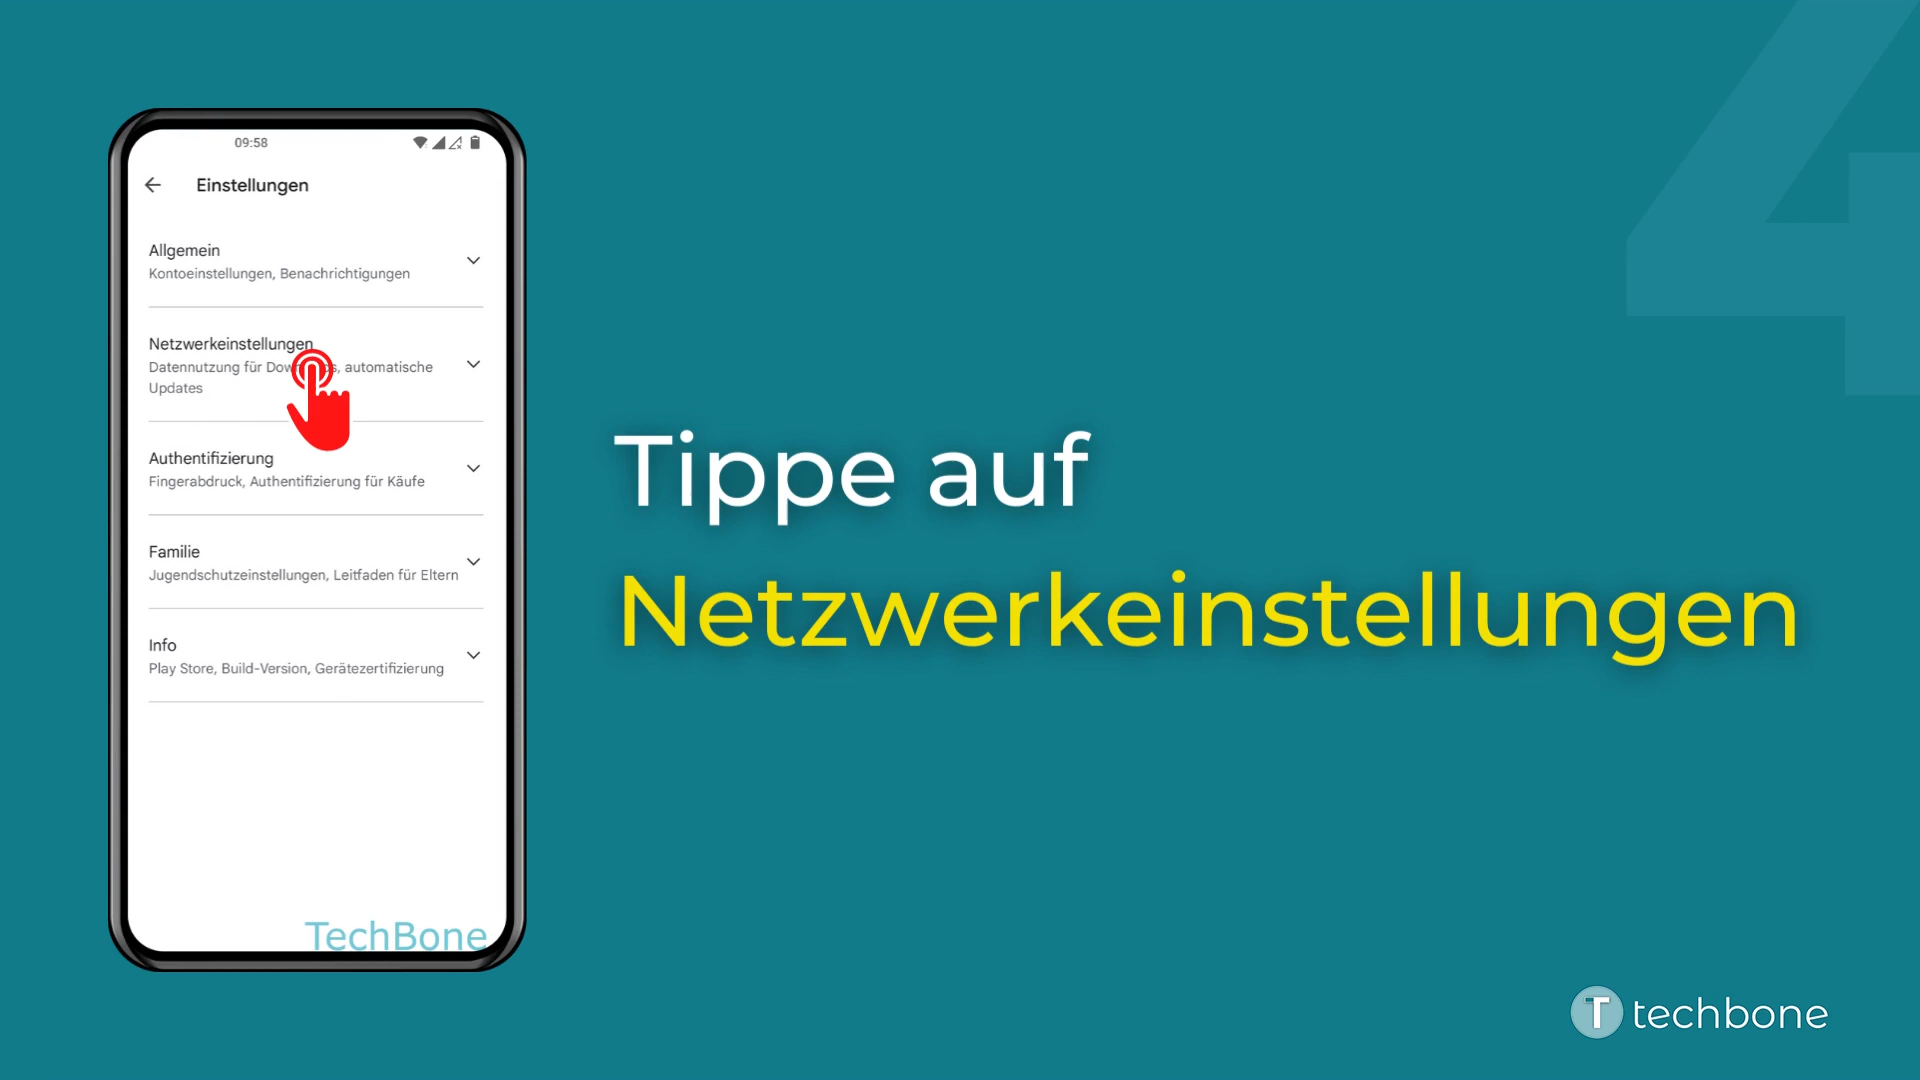 4
09:58
Einstellungen
Allgemein
Kontoeinstellungen, Benachrichtigungen
Netzwerkeinstellungen
Datennutzung für automatische
Updates
Authentifizierung
Fingerabdruck, Authentifizierung für Käufe
Familie
Jugendschutzeinstellungen, Leitfaden für Eltern
Info
Play Store, Build-Version, Gerätezertifizierung
TechBone
Tippe auf
Netzwerkeinstellungen
T techbone